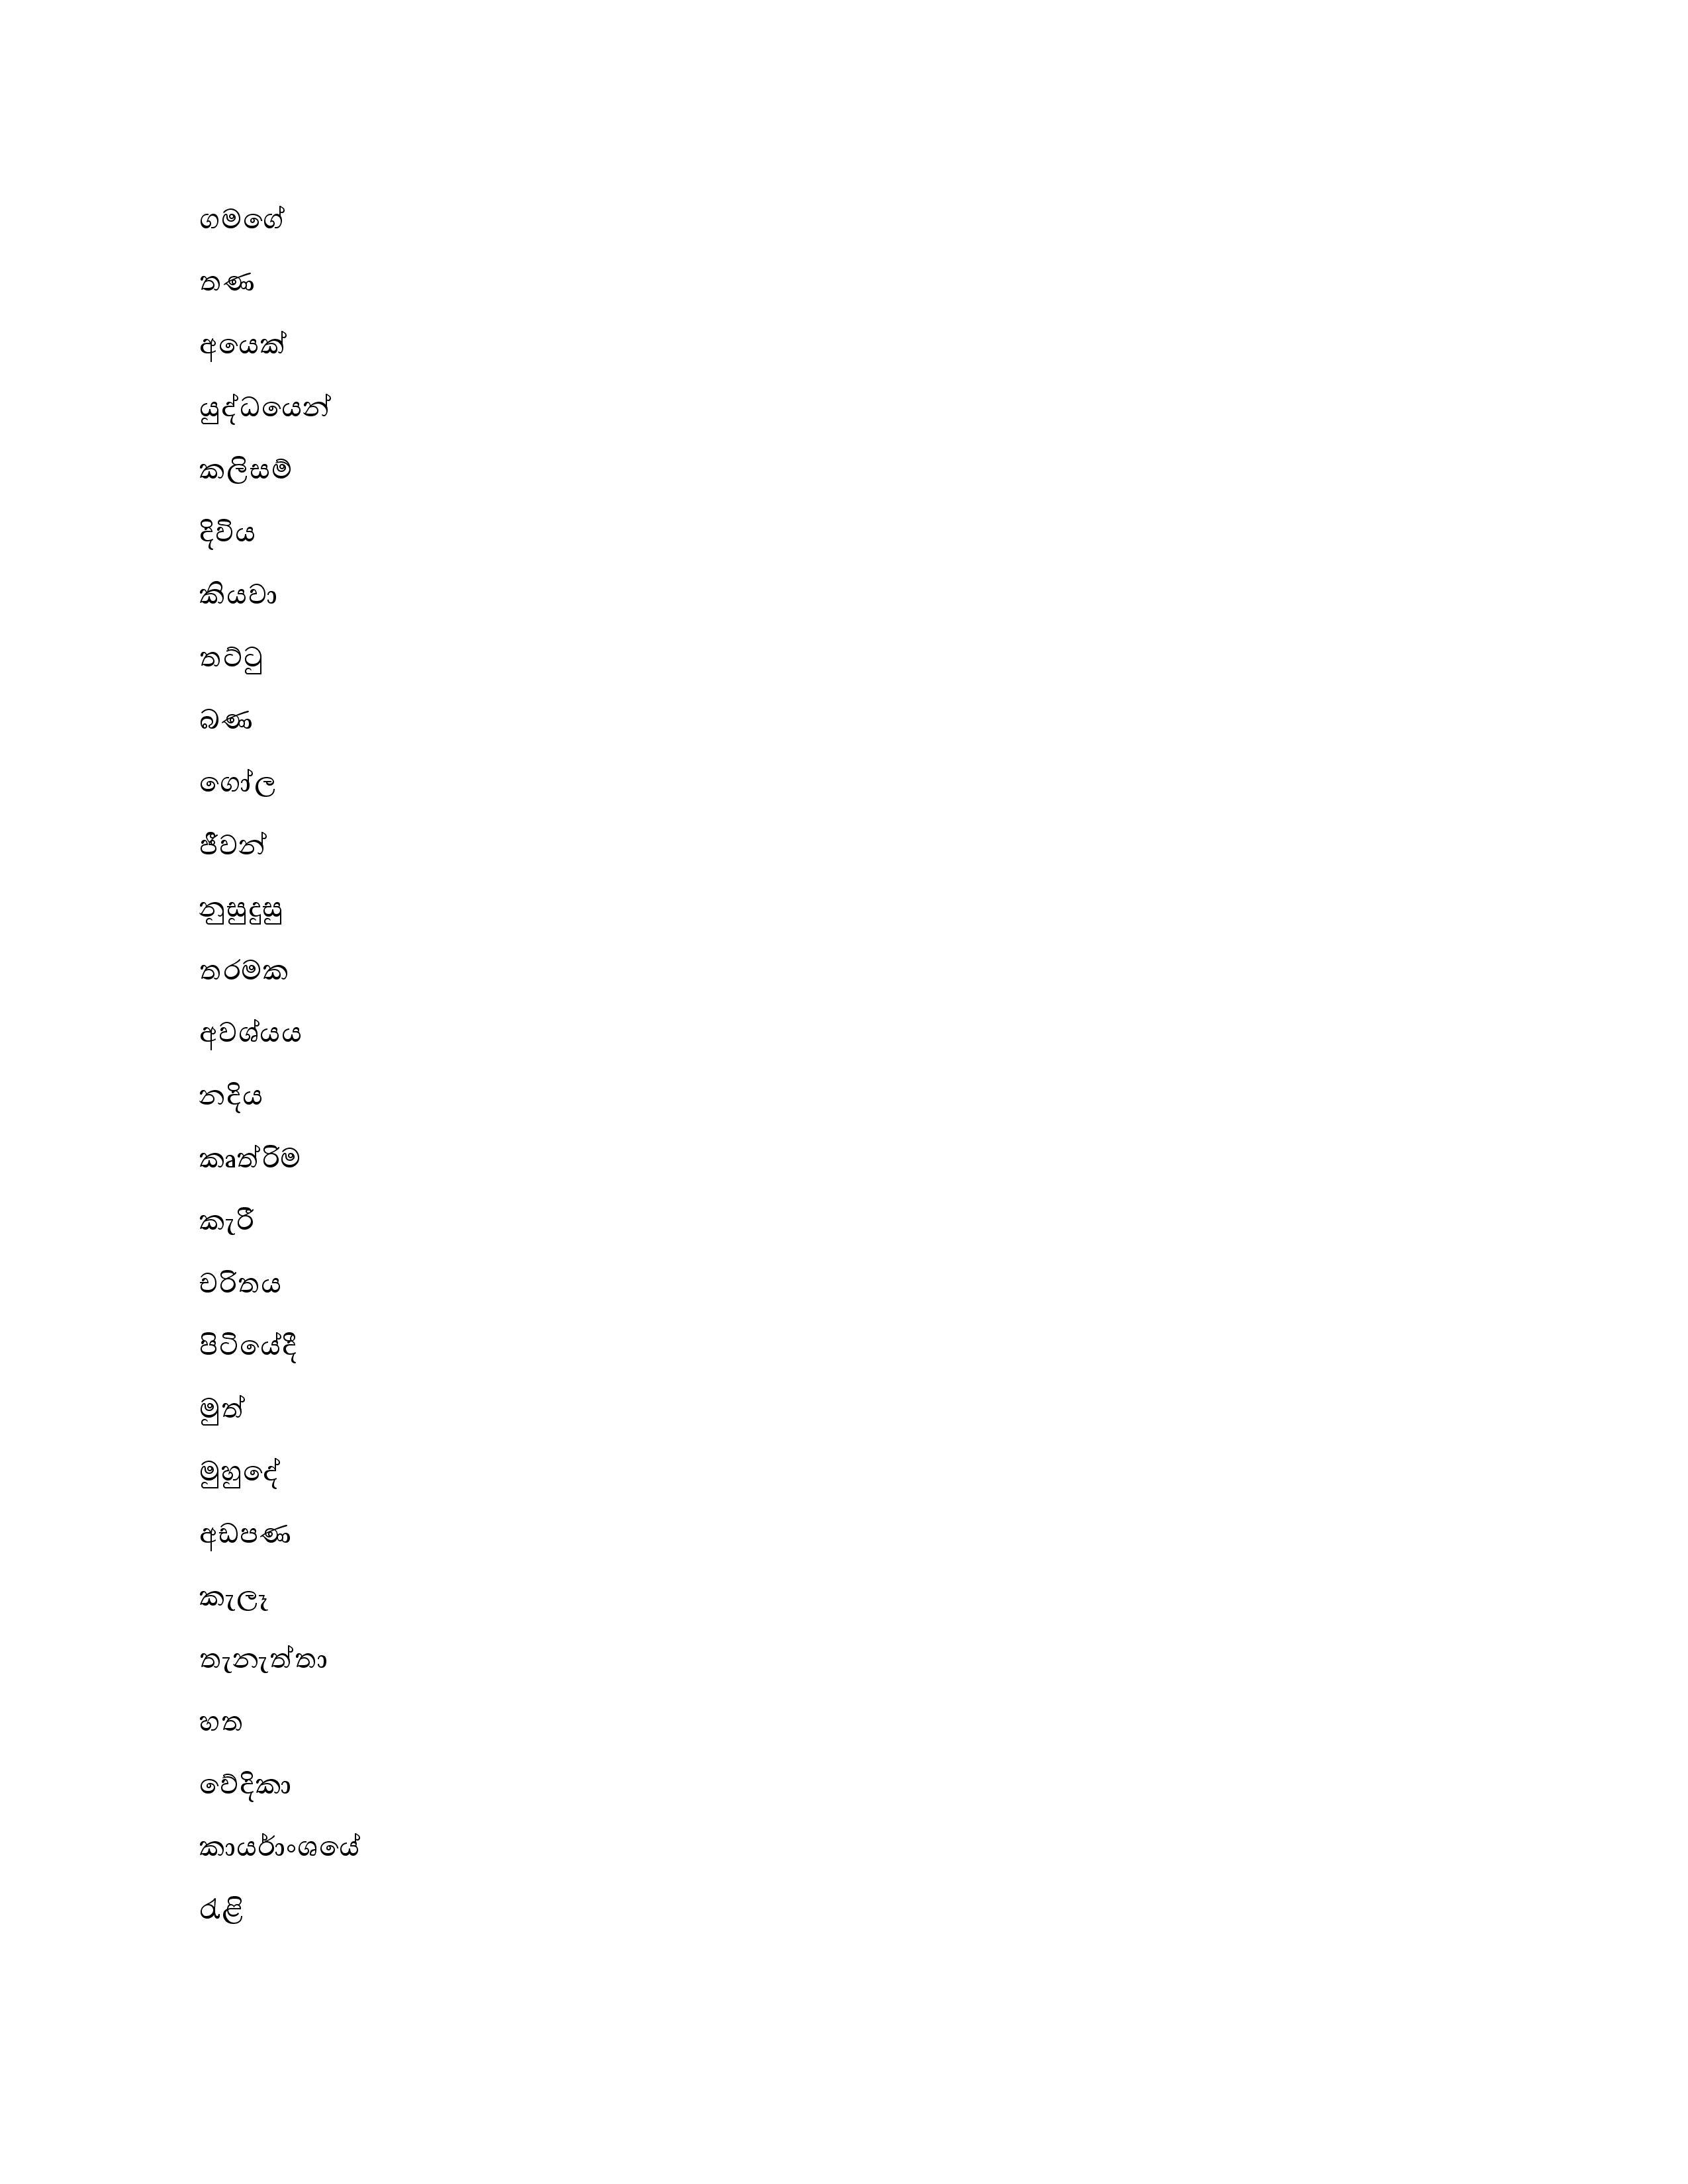 ගමගේ
තණ
අයෙක්
යුද්ධයෙන්
කලිසම්
දිවිය
කියවා
තට්ටු
බණ
ගෝල
ජීවන්
නුසුදුසු
තරමක
අවශ්යය
නදිය
කෘත්රිම
කැරී
චරිතය
පිටියේදී
මුත්
මුහුදේ
අඩපණ
කැලෑ
තැනැත්තා
හත
වේදිකා
කාර්යාංශයේ
රැළි